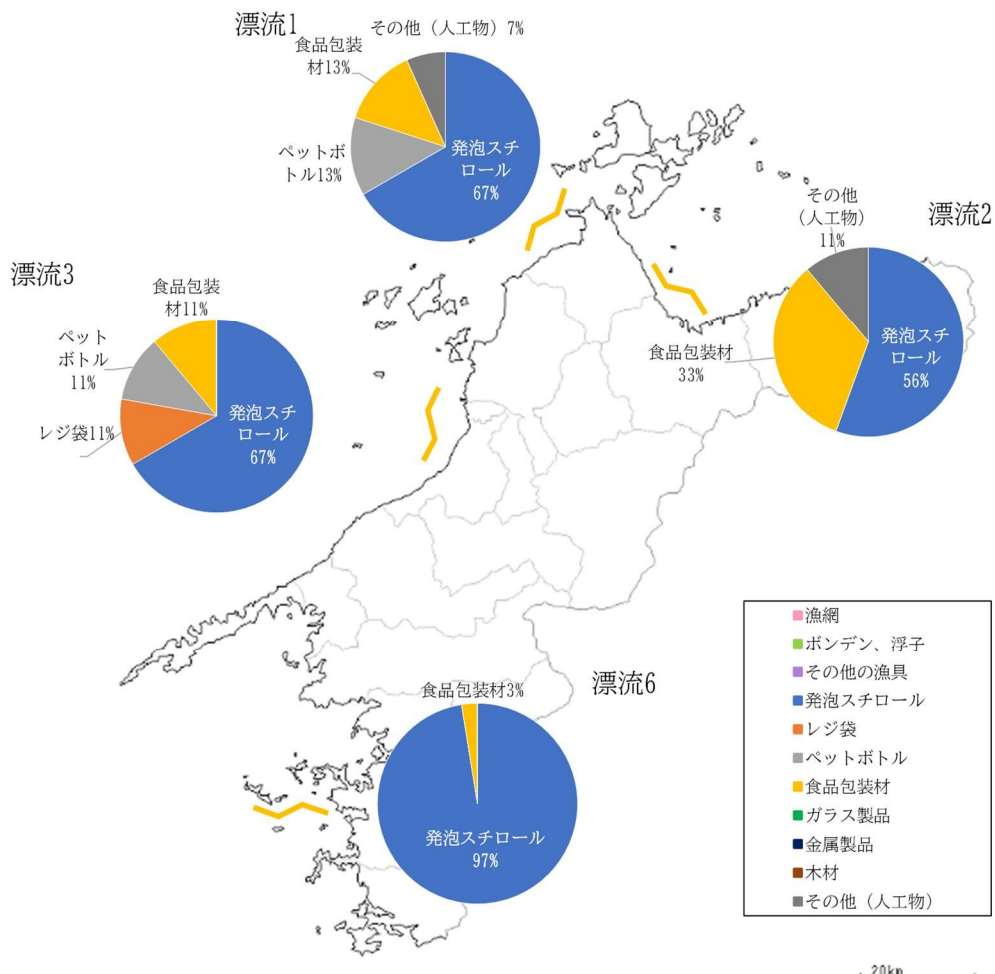 漂流1
その他（人工物）7%
食品包装
材13%
ペットボ
トル13%
発泡スチ
ロール
67%
漂流2
その他
（人工物）
11%
食品包装材
33%
発泡スチ
ロール
56%
漂流3
食品包装
材11%
ペット
ボトル
11%
レジ袋11%
発泡スチ
ロール
67%
漂流6
食品包装材3%
発泡スチロール
97%
漁網
ボンデン、浮子
その他の漁具
発泡スチロール
レジ袋
ペットボトル
食品包装材
ガラス製品
金属製品
木材
その他（人工物）
20km